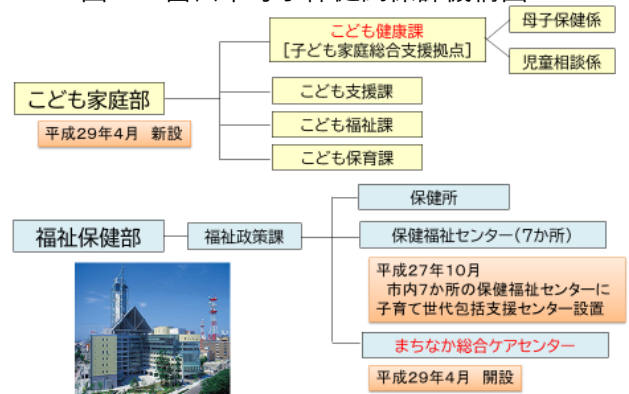 こども健康課
[子ども家庭総合支援拠点]
母子保健係
児童相談係
こども家庭部
平成29年4月 新設
こども支援課
こども福祉課
こども保育課
福祉保健部
福祉政策課
保健所
保健福祉センター(7か所)
平成27年10月
市内7か所の保健福祉センターに
子育て世代包括支援センター設置
まちなか総合ケアセンター
平成29年4月 開設